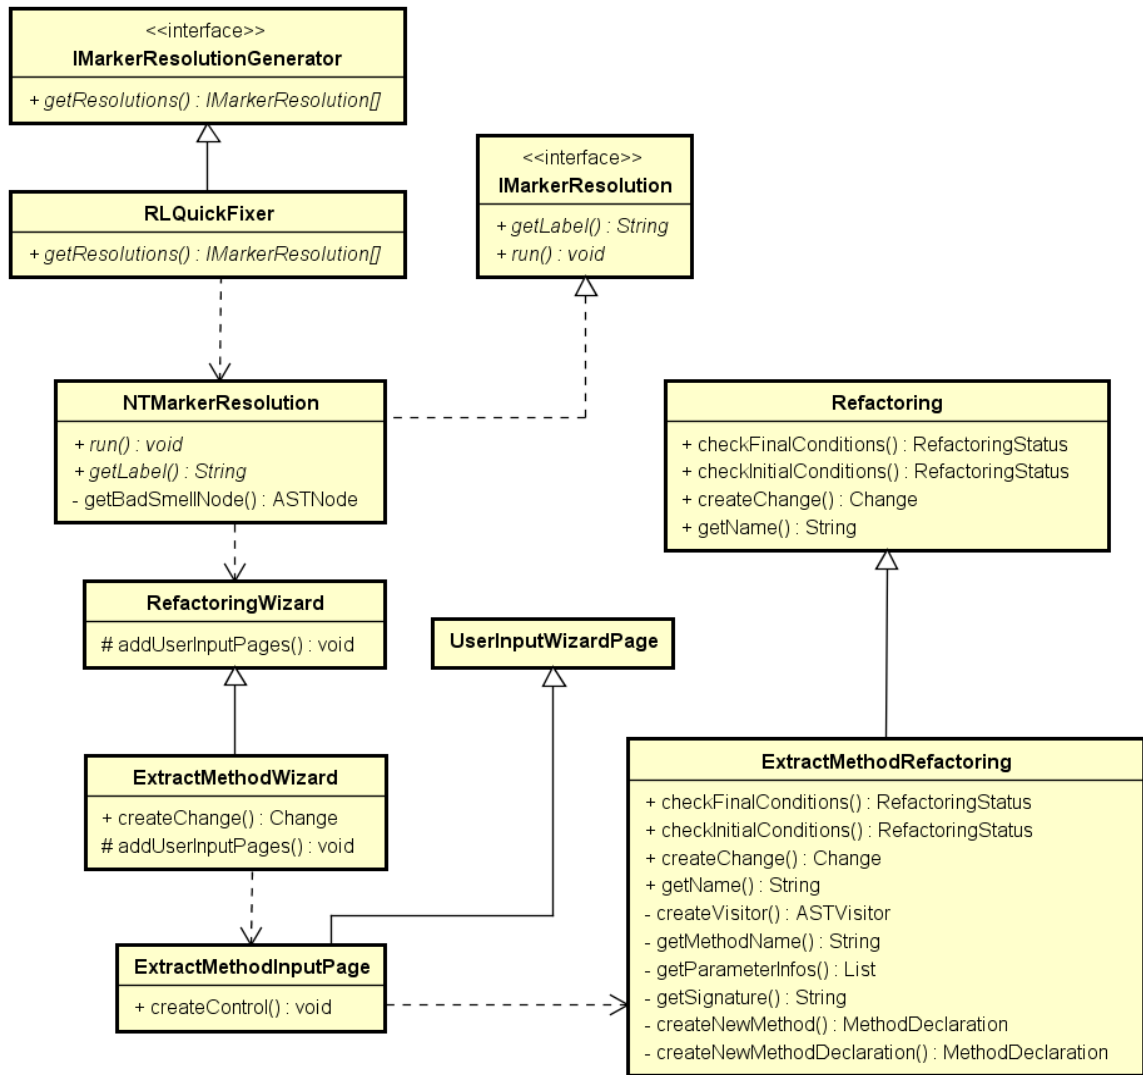 <<interface>>
IMarkerResolutionGenerator
+ getResolutions() : IMarkerResolution[]
<<interface>>
IMarkerResolution
+ getLabel() : String
+ run() : void
RLQuickFixer
+ getResolutions() : IMarkerResolution[]
NTMarkerResolution
+ run() : void
+ getLabel() : String
- getBadSmellNode() : ASTNode
Refactoring
+ checkFinalConditions() : RefactoringStatus
+ checkInitialConditions() : RefactoringStatus
+ createChange() : Change
+ getName() : String
RefactoringWizard
# addUserInputPages() : void
UserInputWizardPage
ExtractMethodWizard
+ createChange() : Change
# addUserInputPages() : void
ExtractMethodInputPage
+ createControl() : void
ExtractMethodRefactoring
+ checkFinalConditions() : RefactoringStatus
+ checkInitialConditions() : RefactoringStatus
+ createChange() : Change
+ getName() : String
- createVisitor() : ASTVisitor
- getMethodName() : String
- getParameterInfos() : List
- getSignature() : String
- createNewMethod() : MethodDeclaration
- createNewMethodDeclaration() : MethodDeclaration